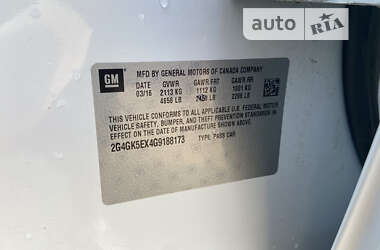 auto RIA
GM
MFD BY GENERAL MOTORS OF CANADA COMPANY
DATE GVWR GAWR FRT GAWR RR
03/16 2113 KG 1112 KG 1001 KG
4656 LB 2451 LB 2206 LB
THIS VEHICLE CONFORMS TO ALL APPLICABLE U.S. FEDERAL MOTOR
VEHICLE SAFETY, BUMPER, AND THEFT PREVENTION STANDARDS IN
EFFECT ON THE DATE OF MANUFACTURE SHOWN ABOVE.
2G4GK5EX4G9188173 TYPE: PASS CAR